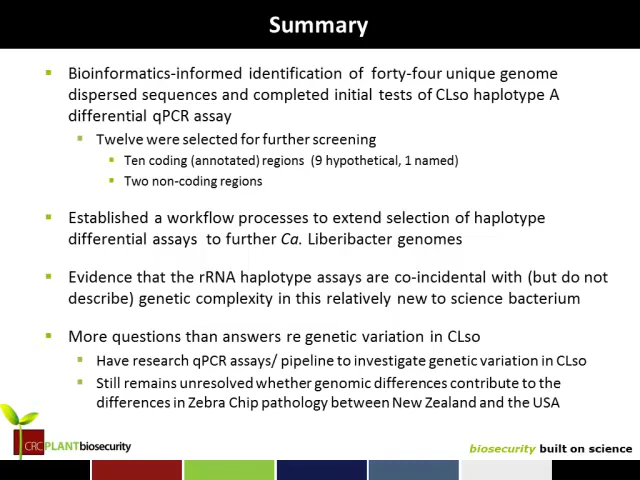 Summary
Bioinformatics-informed identification of forty-four unique genome
dispersed sequences and completed initial tests of CLso haplotype A
differential qPCR assay
Twelve were selected for further screening
Ten coding (annotated) regions (9 hypothetical, 1 named)
Two non-coding regions
Established a workflow processes to extend selection of haplotype
differential assays to further Ca. Liberibacter genomes
Evidence that the rRNA haplotype assays are co-incidental with (but do not
describe) genetic complexity in this relatively new to science bacterium
More questions than answers re genetic variation in CLso
Have research qPCR assays/ pipeline to investigate genetic variation in CLso
Still remains unresolved whether genomic differences contribute to the
differences in Zebra Chip pathology between New Zealand and the USA
CRCPLANTbiosecurity
biosecurity built on science